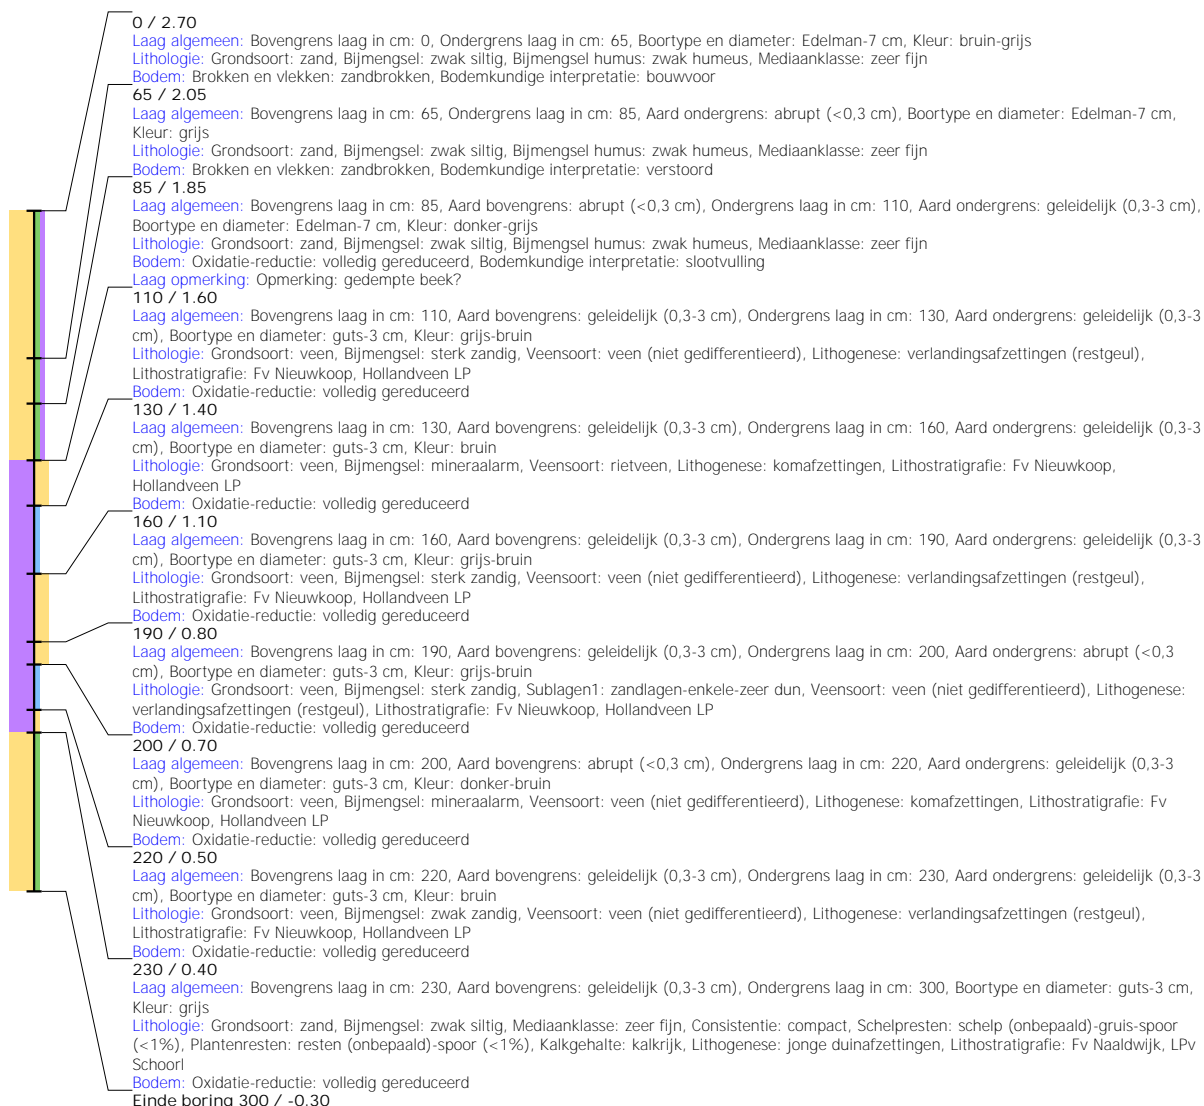 0 / 2.70
Laag algemeen: Bovengrens laag in cm: 0, Ondergrens laag in cm: 65, Boortype en diameter: Edelman-7 cm, Kleur: bruin-grijs
Lithologie: Grondsoort: zand, Bijmengsel: zwak siltig, Bijmengsel humus: zwak humeus, Mediaanklasse: zeer fijn
Bodem: Brokken en vlekken: zandbrokken, Bodemkundige interpretatie: bouwvoor
65 / 2.05
Laag algemeen: Bovengrens laag in cm: 65, Ondergrens laag in cm: 85, Aard ondergrens: abrupt (<0,3 cm), Boortype en diameter: Edelman-7 cm,
Kleur: grijs
Lithologie: Grondsoort: zand, Bijmengsel: zwak siltig, Bijmengsel humus: zwak humeus, Mediaanklasse: zeer fijn
Bodem: Brokken en vlekken: zandbrokken, Bodemkundige interpretatie: verstoord
85 / 1.85
Laag algemeen: Bovengrens laag in cm: 85, Aard bovengrens: abrupt (<0,3 cm), Ondergrens laag in cm: 110, Aard ondergrens: geleidelijk (0,3-3 cm),
Boortype en diameter: Edelman-7 cm, Kleur: donker-grijs
Lithologie: Grondsoort: zand, Bijmengsel: zwak siltig, Bijmengsel humus: zwak humeus, Mediaanklasse: zeer fijn
Bodem: Oxidatie-reductie: volledig gereduceerd, Bodemkundige interpretatie: slootvulling
Laag opmerking: Opmerking: gedempte beek?
110 / 1.60
Laag algemeen: Bovengrens laag in cm: 110, Aard bovengrens: geleidelijk (0,3-3 cm), Ondergrens laag in cm: 130, Aard ondergrens: geleidelijk (0,3-3
cm), Boortype en diameter: guts-3 cm, Kleur: grijs-bruin
Lithologie: Grondsoort: veen, Bijmengsel: sterk zandig, Veensoort: veen (niet gedifferentieerd), Lithogenese: verlandingsafzettingen (restgeul),
Lithostratigrafie: Fv Nieuwkoop, Hollandveen LP
Bodem: Oxidatie-reductie: volledig gereduceerd
130 / 1.40
Laag algemeen: Bovengrens laag in cm: 130, Aard bovengrens: geleidelijk (0,3-3 cm), Ondergrens laag in cm: 160, Aard ondergrens: geleidelijk (0,3-3
cm), Boortype en diameter: guts-3 cm, Kleur: bruin
Lithologie: Grondsoort: veen, Bijmengsel: mineraalarm, Veensoort: rietveen, Lithogenese: komafzettingen, Lithostratigrafie: Fv Nieuwkoop,
Hollandveen LP
Bodem: Oxidatie-reductie: volledig gereduceerd
160 / 1.10
Laag algemeen: Bovengrens laag in cm: 160, Aard bovengrens: geleidelijk (0,3-3 cm), Ondergrens laag in cm: 190, Aard ondergrens: geleidelijk (0,3-3
cm), Boortype en diameter: guts-3 cm, Kleur: grijs-bruin
Lithologie: Grondsoort: veen, Bijmengsel: sterk zandig, Veensoort: veen (niet gedifferentieerd), Lithogenese: verlandingsafzettingen (restgeul),
Lithostratigrafie: Fv Nieuwkoop, Hollandveen LP
Bodem: Oxidatie-reductie: volledig gereduceerd
190 / 0.80
Laag algemeen: Bovengrens laag in cm: 190, Aard bovengrens: geleidelijk (0,3-3 cm), Ondergrens laag in cm: 200, Aard ondergrens: abrupt (<0,3
cm), Boortype en diameter: guts-3 cm, Kleur: grijs-bruin
Lithologie: Grondsoort: veen, Bijmengsel: sterk zandig, Sublagen1: zandlagen-enkele-zeer dun, Veensoort: veen (niet gedifferentieerd), Lithogenese:
verlandingsafzettingen (restgeul), Lithostratigrafie: Fv Nieuwkoop, Hollandveen LP
Bodem: Oxidatie-reductie: volledig gereduceerd
200 / 0.70
Laag algemeen: Bovengrens laag in cm: 200, Aard bovengrens: abrupt (<0,3 cm), Ondergrens laag in cm: 220, Aard ondergrens: geleidelijk (0,3-3
cm), Boortype en diameter: guts-3 cm, Kleur: donker-bruin
Lithologie: Grondsoort: veen, Bijmengsel: mineraalarm, Veensoort: veen (niet gedifferentieerd), Lithogenese: komafzettingen, Lithostratigrafie: Fv
Nieuwkoop, Hollandveen LP
Bodem: Oxidatie-reductie: volledig gereduceerd
220 / 0.50
Laag algemeen: Bovengrens laag in cm: 220, Aard bovengrens: geleidelijk (0,3-3 cm), Ondergrens laag in cm: 230, Aard ondergrens: geleidelijk (0,3-3
cm), Boortype en diameter: guts-3 cm, Kleur: bruin
Lithologie: Grondsoort: veen, Bijmengsel: zwak zandig, Veensoort: veen (niet gedifferentieerd), Lithogenese: verlandingsafzettingen (restgeul),
Lithostratigrafie: Fv Nieuwkoop, Hollandveen LP
Bodem: Oxidatie-reductie: volledig gereduceerd
230 / 0.40
Laag algemeen: Bovengrens laag in cm: 230, Aard bovengrens: geleidelijk (0,3-3 cm), Ondergrens laag in cm: 300, Boortype en diameter: guts-3 cm,
Kleur: grijs
Lithologie: Grondsoort: zand, Bijmengsel: zwak siltig, Mediaanklasse: zeer fijn, Consistentie: compact, Schelpresten: schelp (onbepaald)-gruis-spoor
(<1%), Plantenresten: resten (onbepaald)-spoor (<1%), Kalkgehalte: kalkrijk, Lithogenese: jonge duinafzettingen, Lithostratigrafie: Fv Naaldwijk, LPv
Schoorl
Bodem: Oxidatie-reductie: volledig gereduceerd
Einde boring 300 / -0.30